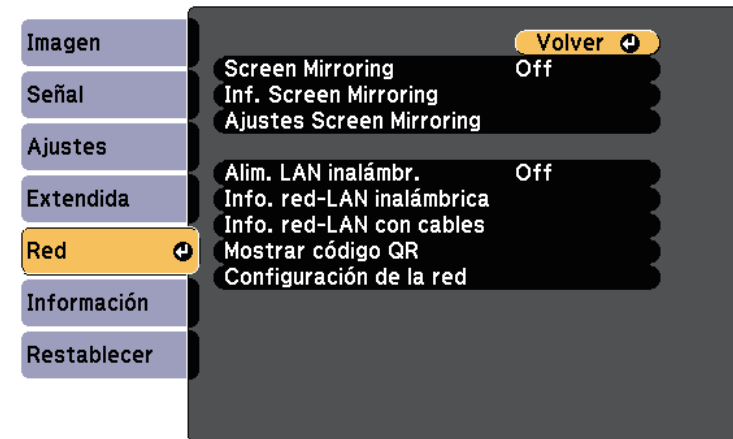 Imagen
Señal
Ajustes
Extendida
Red
Información
Restablecer
Volver
Screen Mirroring Off
Inf. Screen Mirroring
Ajustes Screen Mirroring
Alim. LAN inalámbr. Off
Info. red-LAN inalámbrica
Info. red-LAN con cables
Mostrar código QR
Configuración de la red